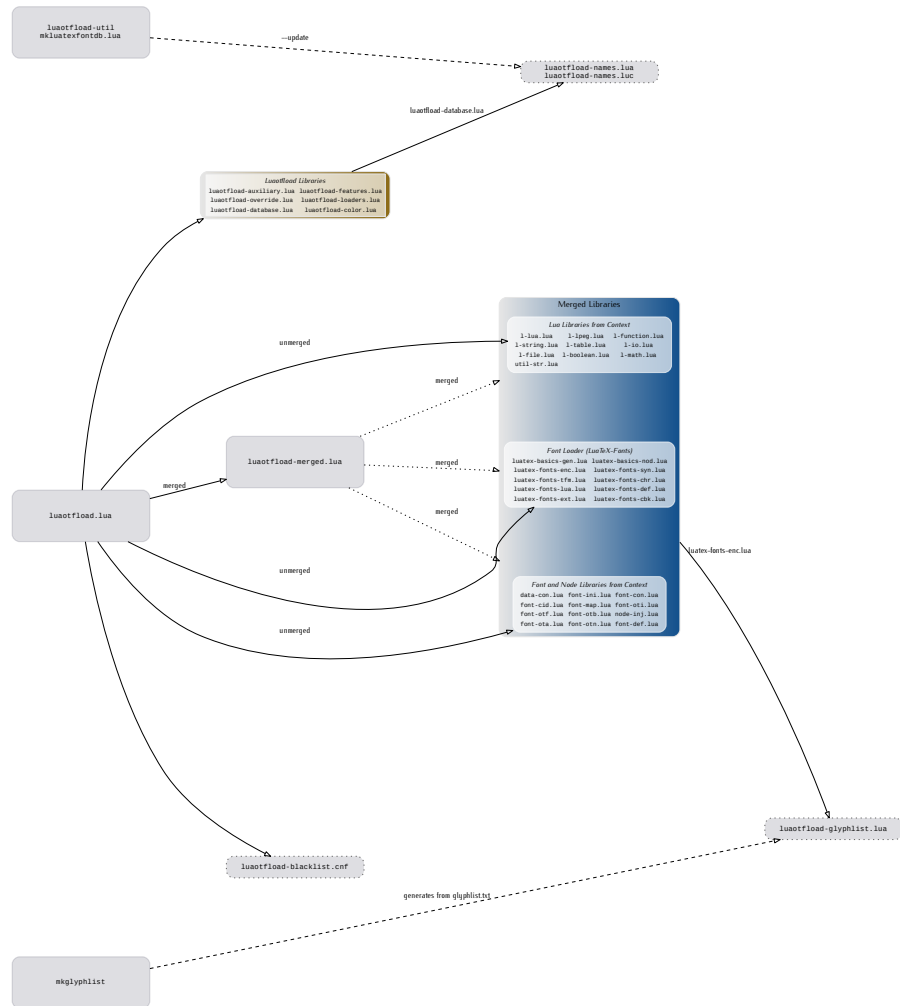 luaotfload-util
mkluatexfontdb.lua
--update
luaotfload-names.lua
luaotfload-names.luc
luaotfload-database.lua
Luaotfload Libraries
luaotfload-auxiliary.lua luaotfload-features.lua
luaotfload-override.lua luaotfload-loaders.lua
luaotfload-database.lua luaotfload-color.lua
Merged Libraries
Lua Libraries from Context
l-lua.lua l-lpeg.lua l-function.lua
l-string.lua l-table.lua l-io.lua
l-file.lua l-boolean.lua l-math.lua
util-str.lua
unmerged
merged
luaotfload-merged.lua
merged
Font Loader (LuaTeX-Fonts)
luatex-basics-gen.lua luatex-basics-nod.lua
luatex-fonts-enc.lua luatex-fonts-syn.lua
luatex-fonts-tfm.lua luatex-fonts-chr.lua
luatex-fonts-lua.lua luatex-fonts-def.lua
luatex-fonts-ext.lua luatex-fonts-cbk.lua
merged
luaotfload.lua
merged
luatex-fonts-enc.lua
unmerged
Font and Node Libraries from Context
data-con.lua font-ini.lua font-con.lua
font-cid.lua font-map.lua font-oti.lua
font-otf.lua font-otb.lua node-inj.lua
font-ota.lua font-otn.lua font-def.lua
unmerged
luaotfload-glyphlist.lua
luaotfload-blacklist.cnf
generates from glyphlist.txt
mkglyphlist